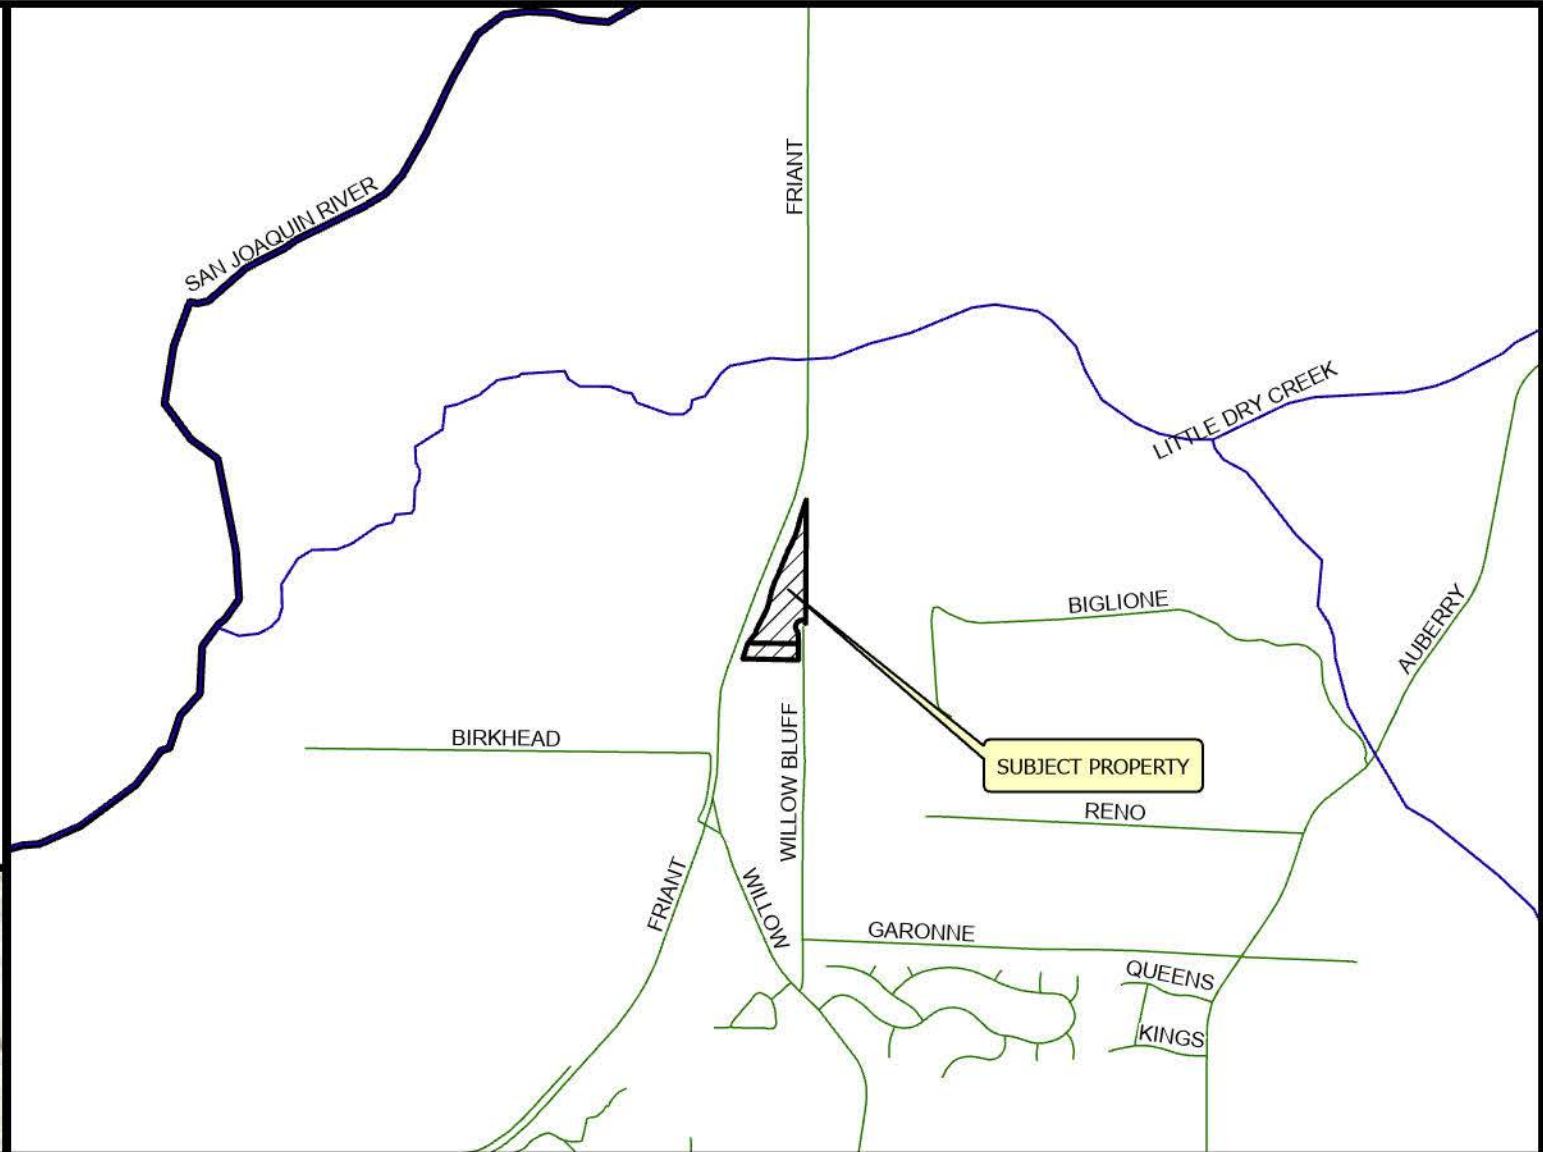 FRIANT
SAN JOAQUIN RIVER
LITTLE DRY CREEK
BIGLIONE
AUBERRY
BIRKHEAD
WILLOW BLUFF
SUBJECT PROPERTY
RENO
FRIANT
WILLOW
GARONNE
QUEENS
KINGS